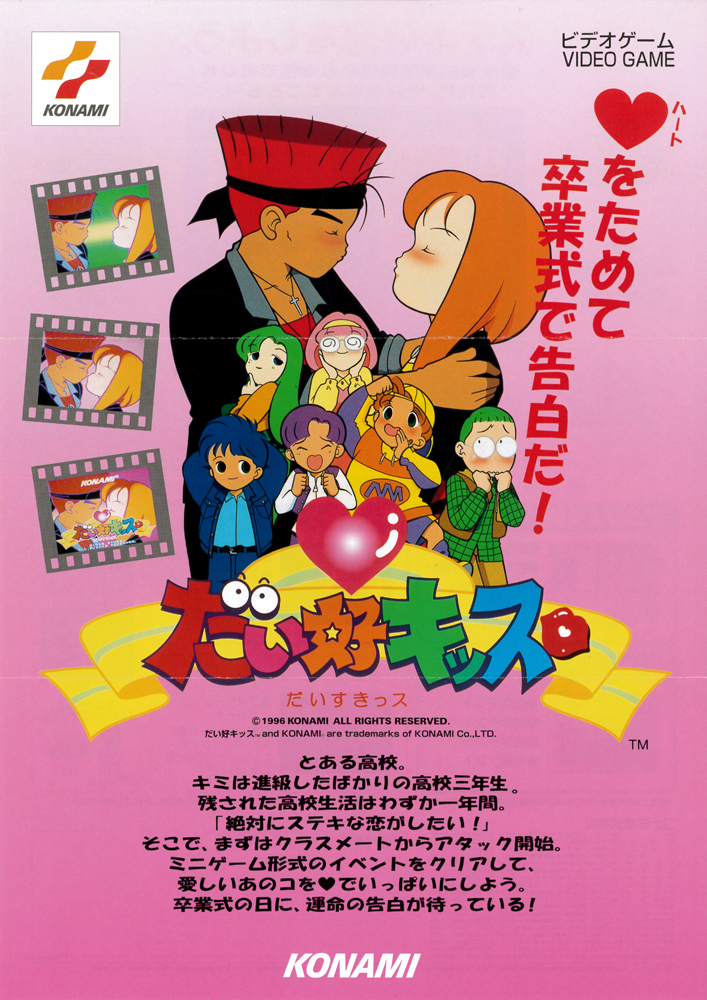 KONAMI
ビデオゲーム
VIDEO GAME
ハート
♥をためて
卒業式で告白だ！
KONAMI
だい好キッス
だい好キッス
だいすきっス
©1996 KONAMI ALL RIGHTS RESERVED.
だい好キッス™ and KONAMI® are trademarks of KONAMI Co.,LTD.
TM
とある高校。
キミは進級したばかりの高校三年生。
残された高校生活はわずか一年間。
「絶対にステキな恋がしたい！」
そこで、まずはクラスメートからアタック開始。
ミニゲーム形式のイベントをクリアして、
愛しいあのコを♥でいっぱいにしよう。
卒業式の日に、運命の告白が待っている！
KONAMI